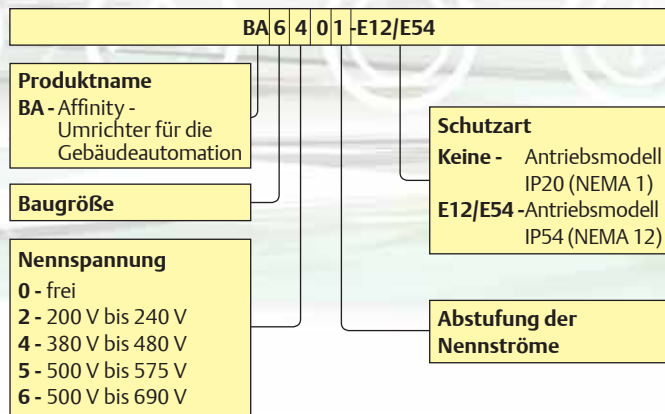 BA 6 4 0 1 -E12/E54
Produktname
BA - Affinity -
Umrichter für die
Gebäudeautomation
Baugröße
Nennspannung
0 - frei
2 - 200 V bis 240 V
4 - 380 V bis 480 V
5 - 500 V bis 575 V
6 - 500 V bis 690 V
Schutzart
Keine - Antriebsmodell
IP20 (NEMA 1)
E12/E54 -Antriebsmodell
IP54 (NEMA 12)
Abstufung der
Nennströme